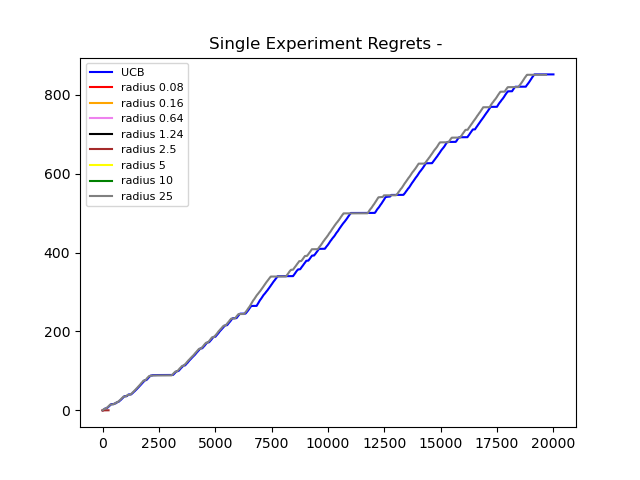 Single Experiment Regrets -
UCB
radius 0.08
radius 0.16
radius 0.64
radius 1.24
radius 2.5
radius 5
radius 10
radius 25
800
600
400
200
0
0 2500 5000 7500 10000 12500 15000 17500 20000